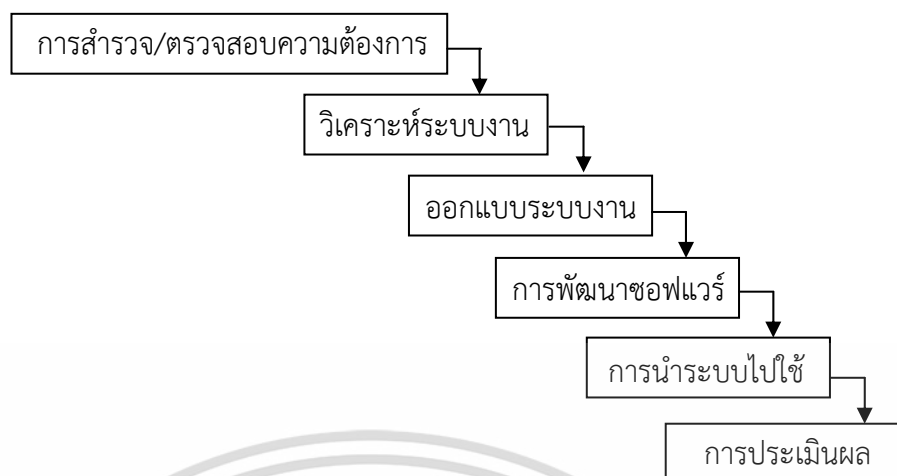 การสำรวจ/ตรวจสอบความต้องการ
วิเคราะห์ระบบงาน
ออกแบบระบบงาน
การพัฒนาซอฟแวร์
การนำระบบไปใช้
การประเมินผล